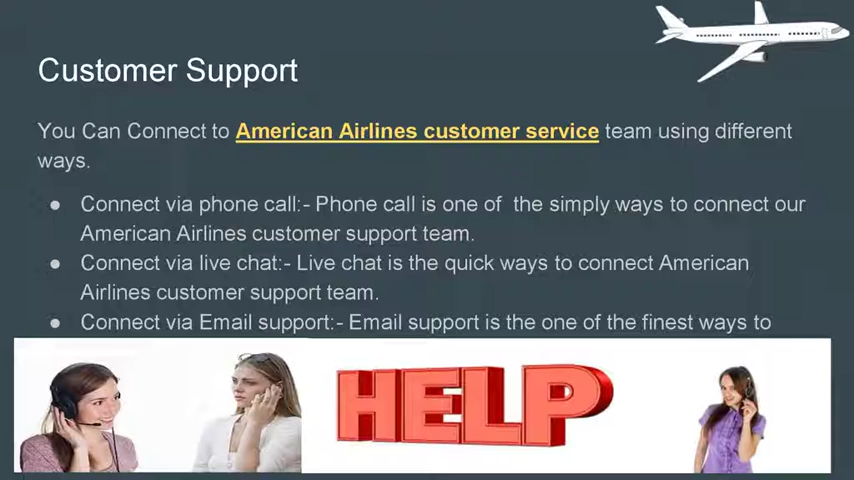 Customer Support
You Can Connect to American Airlines customer service team using different
ways.
● Connect via phone call:- Phone call is one of the simply ways to connect our
American Airlines customer support team.
● Connect via live chat:- Live chat is the quick ways to connect American
Airlines customer support team.
● Connect via Email support:- Email support is the one of the finest ways to
HELP